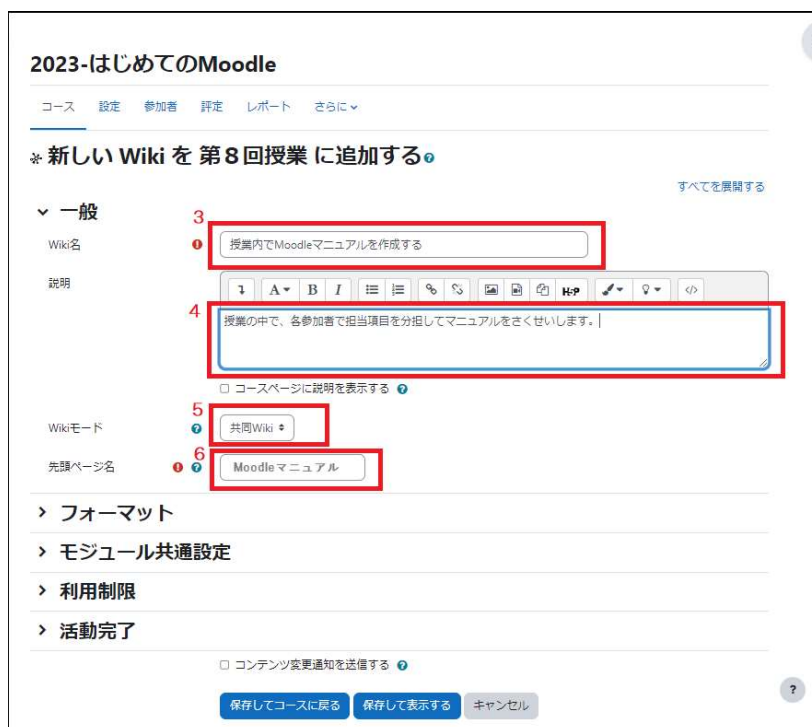 2023-はじめてのMoodle
コース 設定 参加者 評定 レポート さらに
新しい Wiki を 第8回授業 に追加する
すべてを展開する
一般
3
Wiki名 授業内でMoodleマニュアルを作成する
説明
A B I H-P </>
4
授業の中で、各参加者で担当項目を分担してマニュアルをさくせいします。
コースページに説明を表示する
5
Wikiモード 共同Wiki
6
先頭ページ名 Moodleマニュアル
フォーマット
モジュール共通設定
利用制限
活動完了
コンテンツ変更通知を送信する
保存してコースに戻る 保存して表示する キャンセル
?